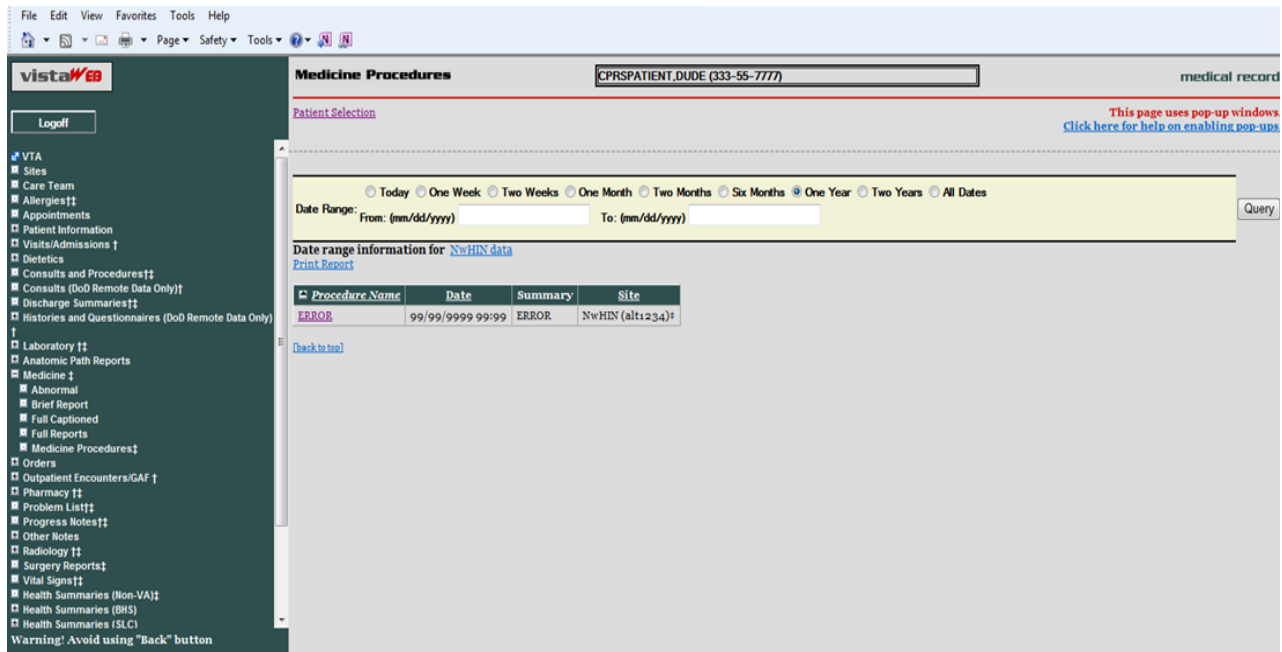 File Edit View Favorites Tools Help
Page Safety Tools
vistaWEB
Logoff
VTA
Sites
Care Team
Allergies†‡
Appointments
Patient Information
Visits/Admissions †
Dietetics
Consults and Procedures†‡
Consults (DoD Remote Data Only)†
Discharge Summaries†‡
Histories and Questionnaires (DoD Remote Data Only)
†
Laboratory †‡
Anatomic Path Reports
Medicine ‡
Abnormal
Brief Report
Full Captioned
Full Reports
Medicine Procedures‡
Orders
Outpatient Encounters/GAF †
Pharmacy †‡
Problem List†‡
Progress Notes†‡
Other Notes
Radiology †‡
Surgery Reports‡
Vital Signs†‡
Health Summaries (Non-VA)‡
Health Summaries (BHS)
Health Summaries (SLC)
Warning! Avoid using "Back" button
Medicine Procedures CPRSPATIENT,DUDE (333-55-7777) medical record
Patient Selection This page uses pop-up windows.
Click here for help on enabling pop-ups.
Today One Week Two Weeks One Month Two Months Six Months One Year Two Years All Dates
Date Range: From: (mm/dd/yyyy) To: (mm/dd/yyyy) Query
Date range information for NwHIN data
Print Report
Procedure Name Date Summary Site
ERROR 99/99/9999 99:99 ERROR NwHIN (alt1234)‡
[back to top]